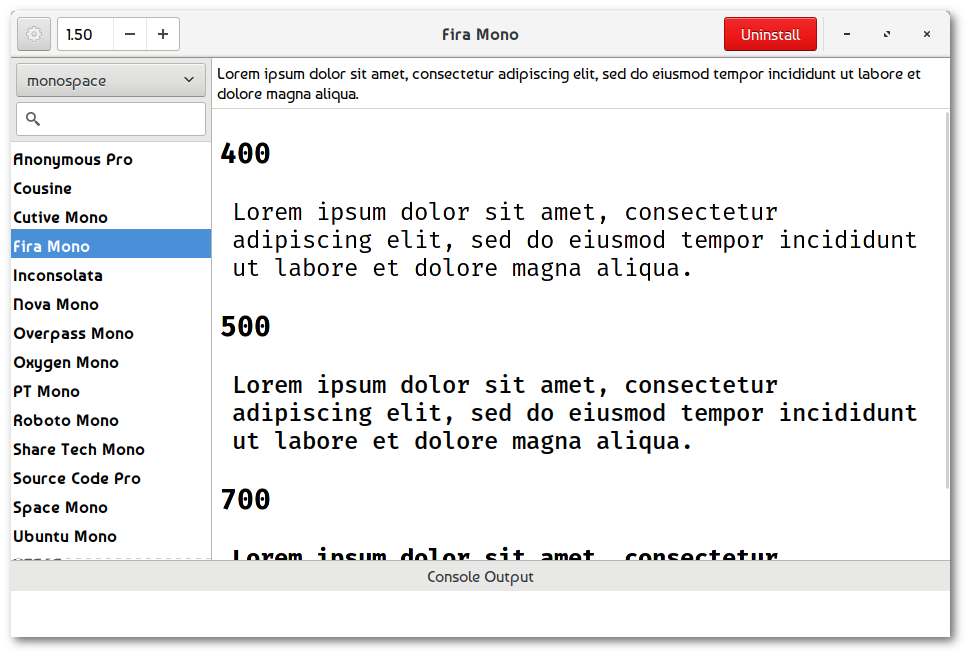 1.50 − + Fira Mono Uninstall
monospace
Lorem ipsum dolor sit amet, consectetur adipiscing elit, sed do eiusmod tempor incididunt ut labore et
dolore magna aliqua.
Anonymous Pro
Cousine
Cutive Mono
Fira Mono
Inconsolata
Nova Mono
Overpass Mono
Oxygen Mono
PT Mono
Roboto Mono
Share Tech Mono
Source Code Pro
Space Mono
Ubuntu Mono
400
Lorem ipsum dolor sit amet, consectetur
adipiscing elit, sed do eiusmod tempor incididunt
ut labore et dolore magna aliqua.
500
Lorem ipsum dolor sit amet, consectetur
adipiscing elit, sed do eiusmod tempor incididunt
ut labore et dolore magna aliqua.
700
Lorem ipsum dolor sit amet, consectetur
Console Output